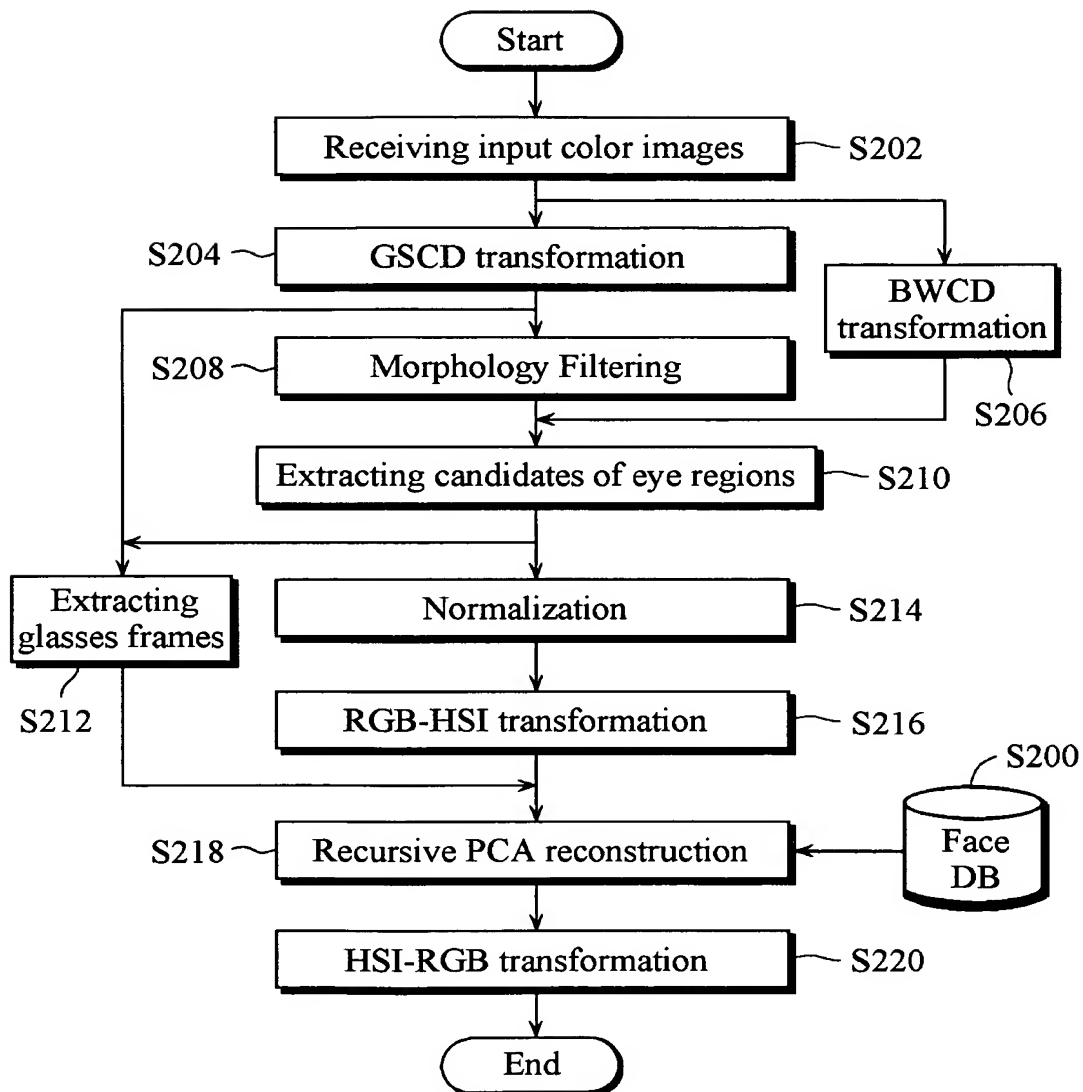 Start
Receiving input color images
S202
S204
GSCD transformation
BWCD
transformation
S206
S208
Morphology Filtering
Extracting candidates of eye regions
S210
Extracting
glasses frames
S212
Normalization
S214
RGB-HSI transformation
S216
S200
Face
DB
S218
Recursive PCA reconstruction
HSI-RGB transformation
S220
End